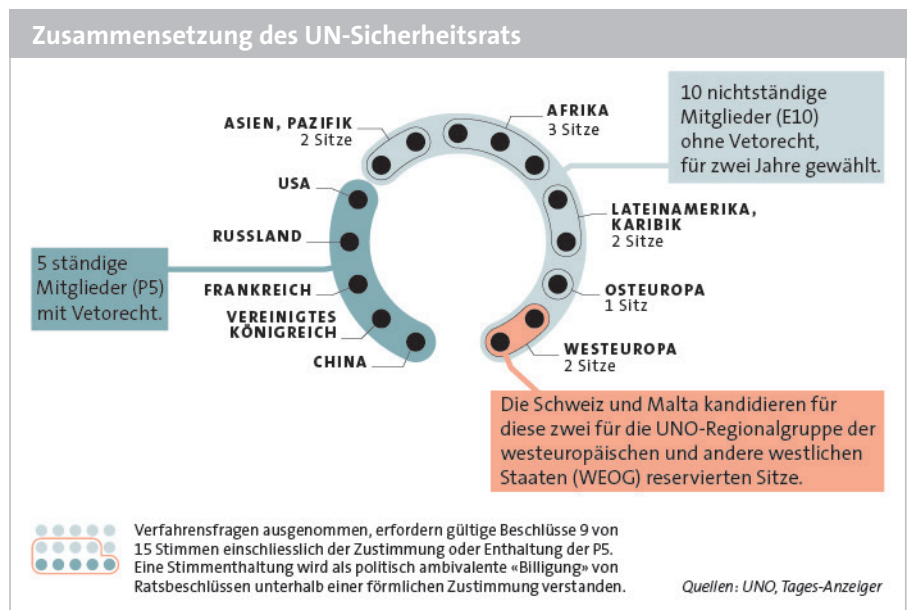 Zusammensetzung des UN-Sicherheitsrats
10 nichtständige
Mitglieder (E10)
ohne Vetorecht,
für zwei Jahre gewählt.
ASIEN, PAZIFIK
2 Sitze
AFRIKA
3 Sitze
USA
RUSSLAND
FRANKREICH
VEREINIGTES
KÖNIGREICH
CHINA
5 ständige
Mitglieder (P5)
mit Vetorecht.
LATEINAMERIKA,
KARIBIK
2 Sitze
OSTEUROPA
1 Sitz
WESTEUROPA
2 Sitze
Die Schweiz und Malta kandidieren für
diese zwei für die UNO-Regionalgruppe der
westeuropäischen und andere westlichen
Staaten (WEOG) reservierten Sitze.
Verfahrensfragen ausgenommen, erfordern gültige Beschlüsse 9 von
15 Stimmen einschliesslich der Zustimmung oder Enthaltung der P5.
Eine Stimmenthaltung wird als politisch ambivalente «Billigung» von
Ratsbeschlüssen unterhalb einer förmlichen Zustimmung verstanden.
Quellen: UNO, Tages-Anzeiger